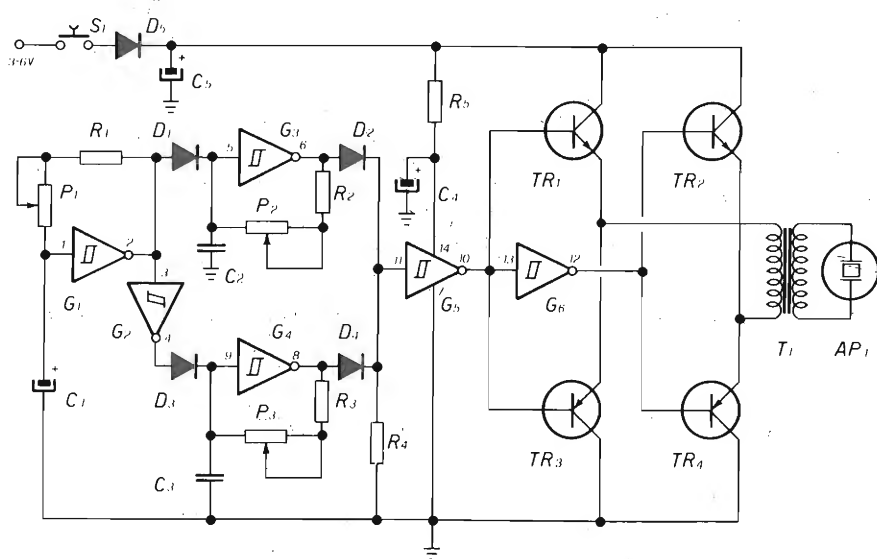 S1 D5
3-6V
C5
R1 D1 G3 D2 R5
5 6
P1 R2 C4 TR1 TR2
P2
1 2 14
C2 11 10 13 12
G1 3 7 G5 G6
G2 4 G4 D4 T1 AP1
9 8
C1 D3 R3
P3 R4 TR3 TR4
C3